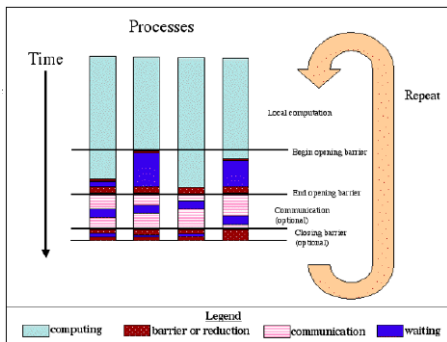 Processes
Time
Repeat
Local computation
Begin opening barrier
End opening barrier
Communication
(optional)
Closing barrier
(optional)
Legend
computing
barrier or reduction
communication
waiting